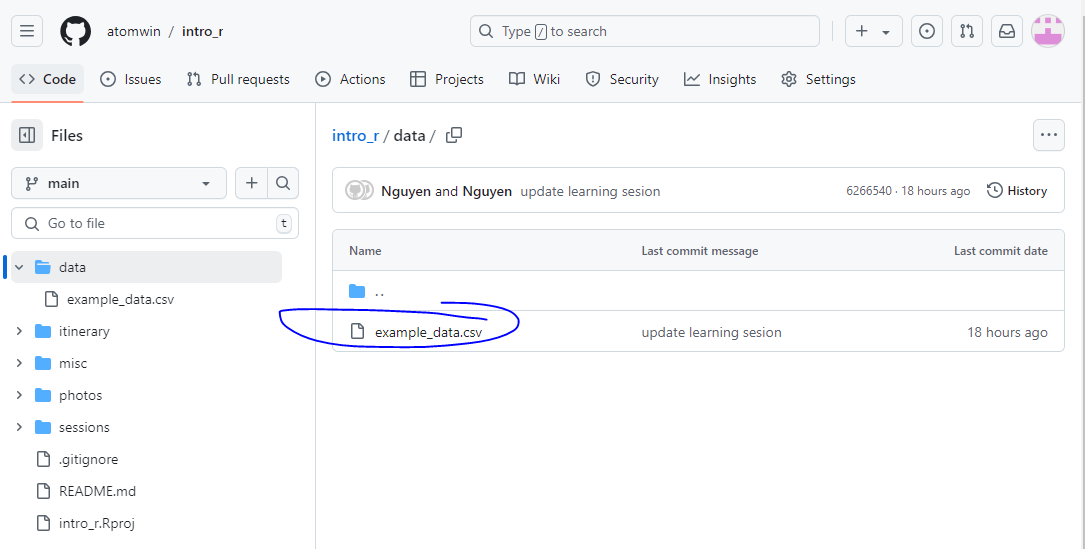 atomwin / intro_r
Type / to search
Code Issues Pull requests Actions Projects Wiki Security Insights Settings
Files
main
Go to file t
data
example_data.csv
itinerary
misc
photos
sessions
.gitignore
README.md
intro_r.Rproj
intro_r / data /
Nguyen and Nguyen update learning sesion 6266540 · 18 hours ago History
Name Last commit message Last commit date
..
example_data.csv update learning sesion 18 hours ago